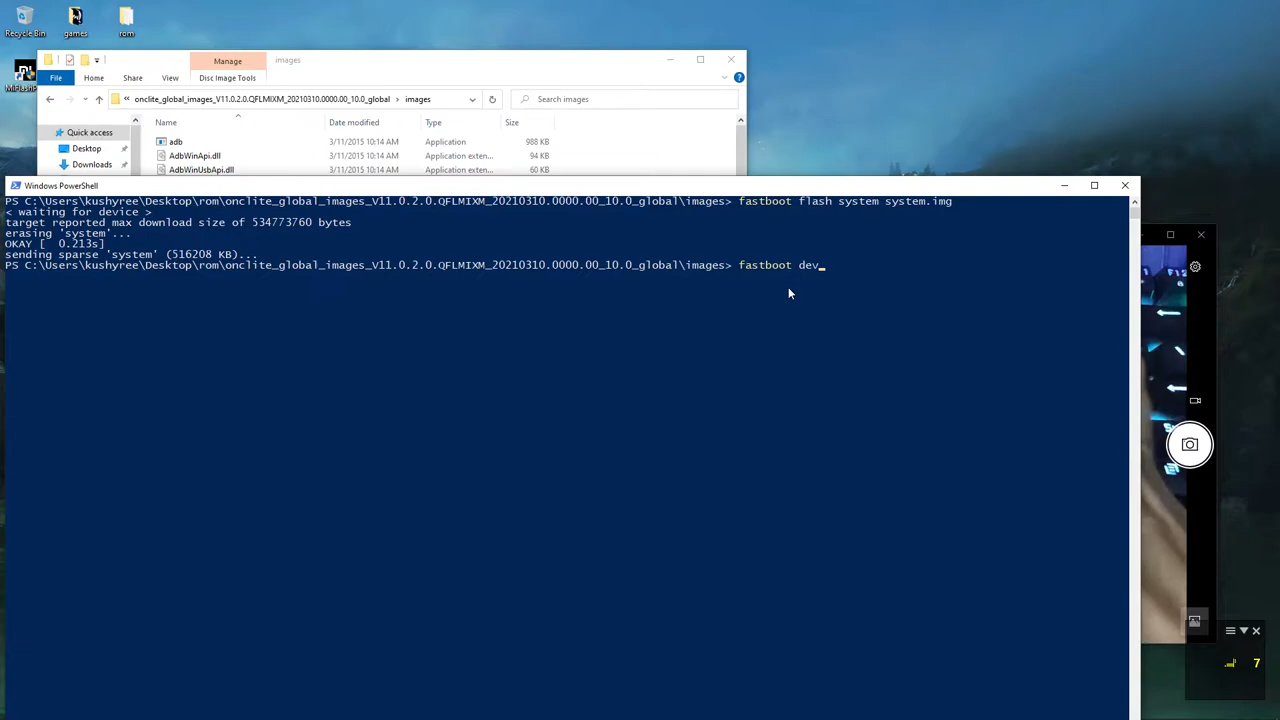 Recycle Bin
games
rom
Manage
images
File
Home
Share
View
Disc Image Tools
onclite_global_images_V11.0.2.0.QFLMIXM_20210310.0000.00_10.0_global
images
Search images
Quick access
Desktop
Downloads
Name
Date modified
Type
Size
adb
3/11/2015 10:14 AM
Application
988 KB
AdbWinApi.dll
3/11/2015 10:14 AM
Application exten...
94 KB
AdbWinUsbApi.dll
3/11/2015 10:14 AM
Application exten...
60 KB
Windows PowerShell
PS C:\Users\kushyree\Desktop\rom\onclite_global_images_V11.0.2.0.QFLMIXM_20210310.0000.00_10.0_global\images> fastboot flash system system.img
< waiting for device >
target reported max download size of 534773760 bytes
erasing 'system'...
OKAY [  0.213s]
sending sparse 'system' (516208 KB)...
PS C:\Users\kushyree\Desktop\rom\onclite_global_images_V11.0.2.0.QFLMIXM_20210310.0000.00_10.0_global\images> fastboot dev_
7